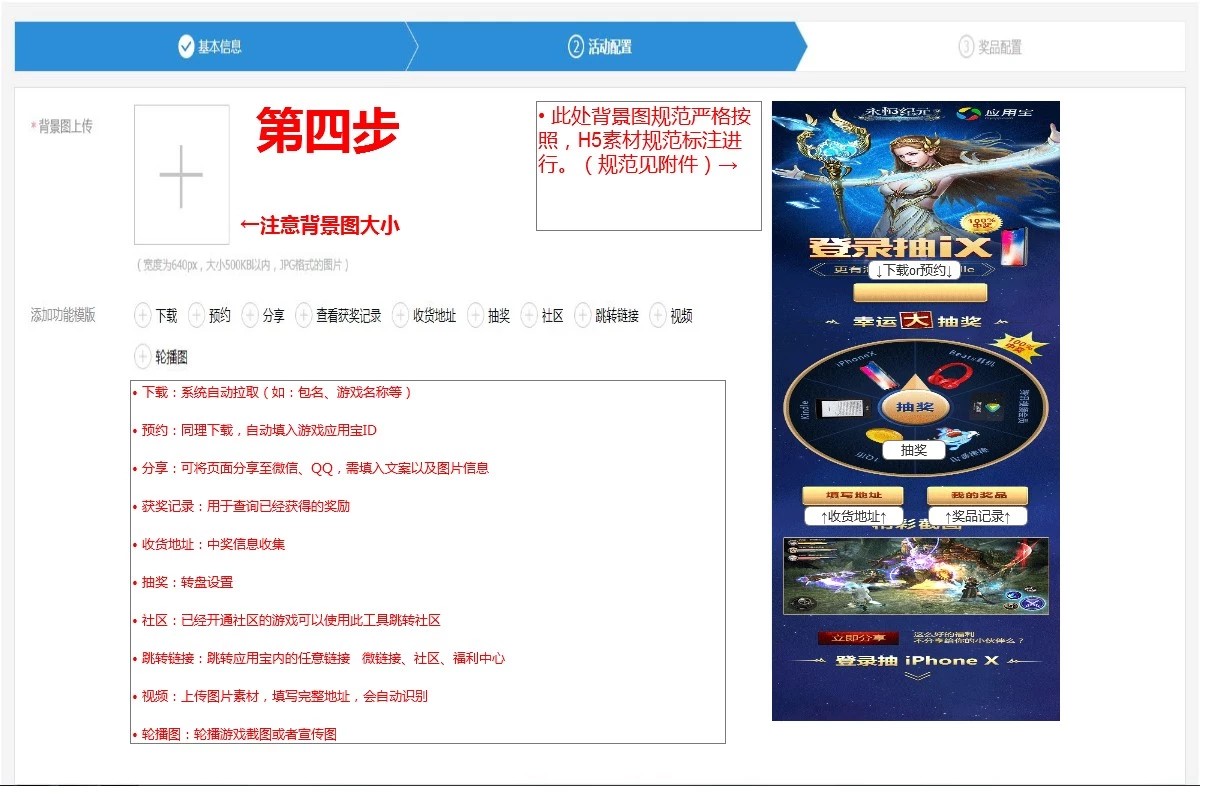 基本信息
2 活动配置
3 奖品配置
*背景图上传
第四步
←注意背景图大小
(宽度为640px，大小500KB以内，JPG格式的图片)
• 此处背景图规范严格按
照，H5素材规范标注进
行。（规范见附件）→
添加功能模版
下载 预约 分享 查看获奖记录 收货地址 抽奖 社区 跳转链接 视频
轮播图
• 下载：系统自动拉取（如：包名、游戏名称等）
• 预约：同理下载，自动填入游戏应用宝ID
• 分享：可将页面分享至微信、QQ，需填入文案以及图片信息
• 获奖记录：用于查询已经获得的奖励
• 收货地址：中奖信息收集
• 抽奖：转盘设置
• 社区：已经开通社区的游戏可以使用此工具跳转社区
• 跳转链接：跳转应用宝内的任意链接 微链接、社区、福利中心
• 视频：上传图片素材，填写完整地址，会自动识别
• 轮播图：轮播游戏截图或者宣传图
永恒纪元 应用宝
100%
中奖
登录抽iX
更有
↓下载or预约↓
幸运大抽奖
100%
中奖
iPhoneX
Beats耳机
Kindle
抽奖
抽奖
填写地址 我的奖品
↑收货地址↑ ↑奖品记录↑
精彩截图
立即分享
这么好的福利
不分享给你的小伙伴么？
登录抽 iPhone X